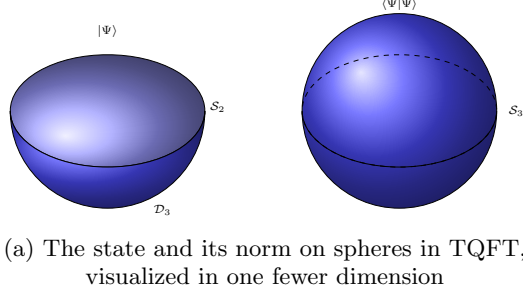 |Ψ⟩
⟨Ψ|Ψ⟩
𝒮₂
𝒮₃
𝒟₃
(a) The state and its norm on spheres in TQFT,
visualized in one fewer dimension